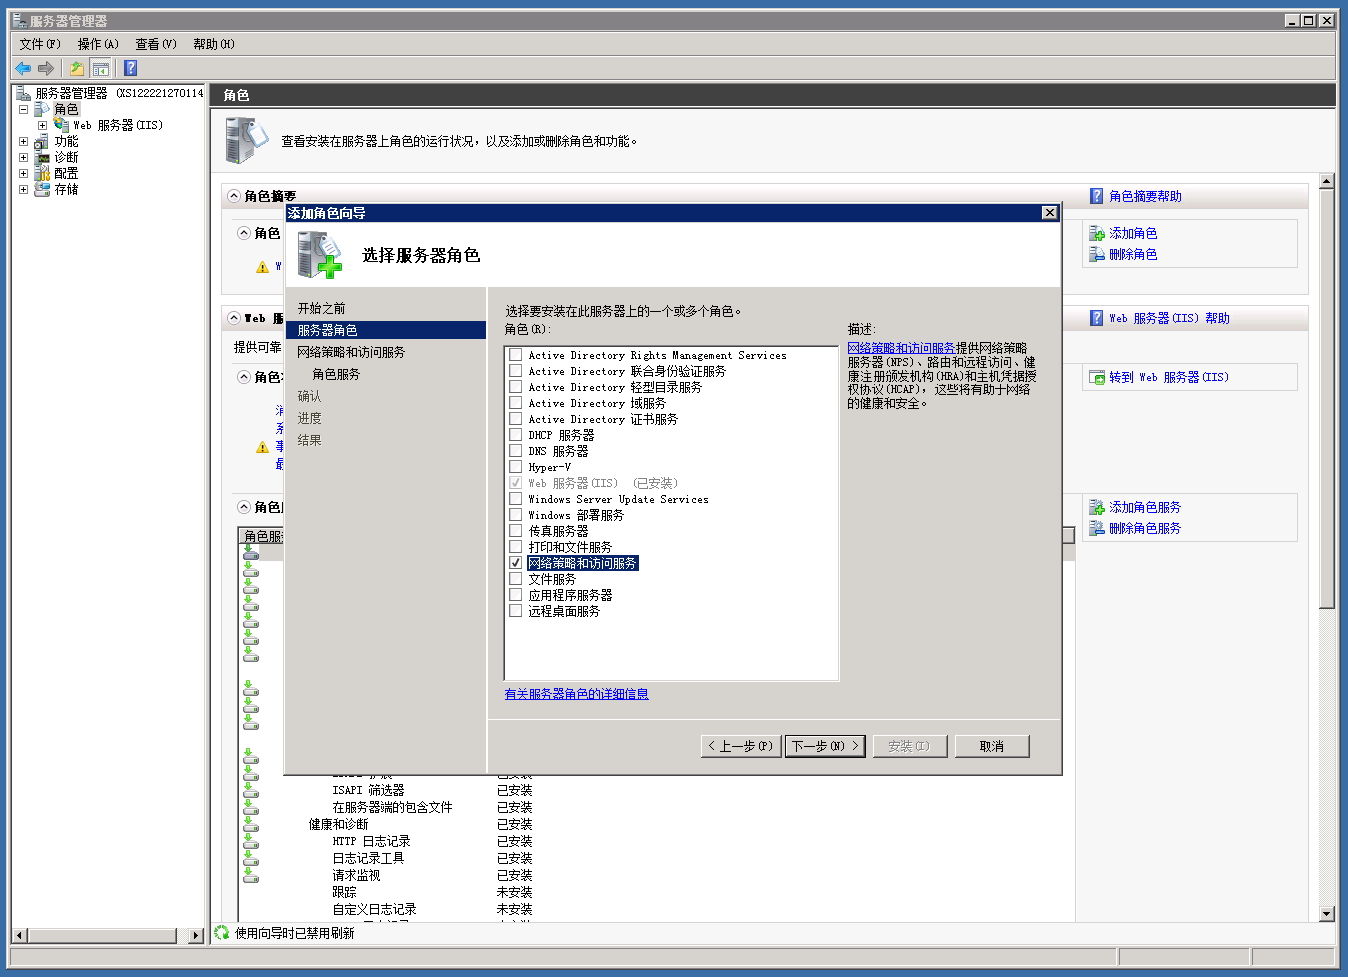 服务器管理器
文件(F) 操作(A) 查看(V) 帮助(H)
服务器管理器 (XS122221270114
角色
Web 服务器(IIS)
功能
诊断
配置
存储
角色
查看安装在服务器上角色的运行状况，以及添加或删除角色和功能。
角色摘要
角色摘要帮助
角色
添加角色
删除角色
Web 服
Web 服务器(IIS) 帮助
提供可靠
角色
转到 Web 服务器(IIS)
角色
添加角色服务
删除角色服务
角色服
添加角色向导
选择服务器角色
开始之前
服务器角色
网络策略和访问服务
角色服务
确认
进度
结果
选择要安装在此服务器上的一个或多个角色。
角色(R):
Active Directory Rights Management Services
Active Directory 联合身份验证服务
Active Directory 轻型目录服务
Active Directory 域服务
Active Directory 证书服务
DHCP 服务器
DNS 服务器
Hyper-V
Web 服务器(IIS) (已安装)
Windows Server Update Services
Windows 部署服务
传真服务器
打印和文件服务
网络策略和访问服务
文件服务
应用程序服务器
远程桌面服务
描述:
网络策略和访问服务提供网络策略
服务器(NPS)、路由和远程访问、健
康注册颁发机构(HRA)和主机凭据授
权协议(HCAP)，这些将有助于网络
的健康和安全。
有关服务器角色的详细信息
< 上一步(P) 下一步(N) > 安装(I) 取消
ISAPI 筛选器 已安装
在服务器端的包含文件 已安装
健康和诊断 已安装
HTTP 日志记录 已安装
日志记录工具 已安装
请求监视 已安装
跟踪 未安装
自定义日志记录 未安装
使用向导时已禁用刷新